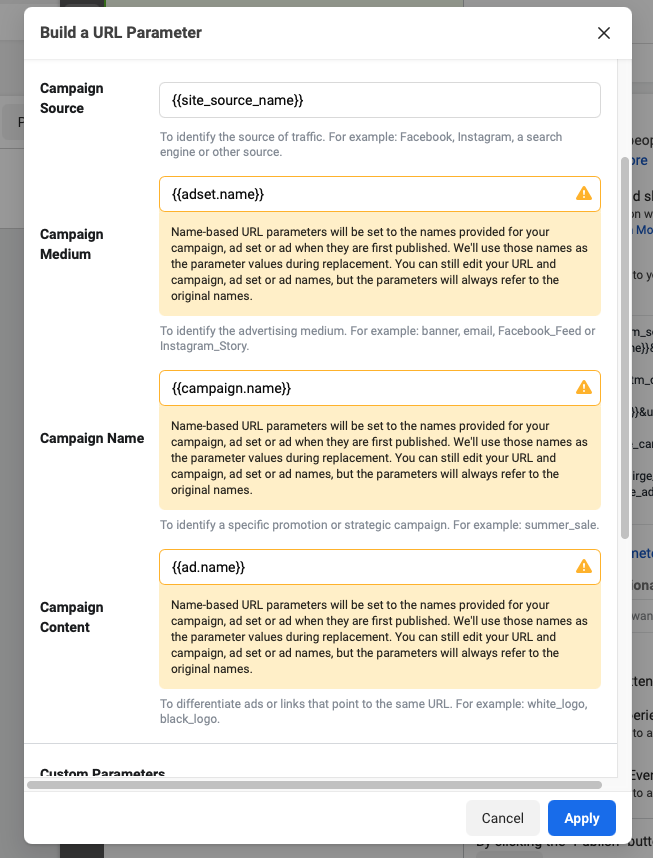 Build a URL Parameter
Campaign Source
{{site_source_name}}
To identify the source of traffic. For example: Facebook, Instagram, a search
engine or other source.
Campaign Medium
{{adset.name}}
Name-based URL parameters will be set to the names provided for your
campaign, ad set or ad when they are first published. We'll use those names as
the parameter values during replacement. You can still edit your URL and
campaign, ad set or ad names, but the parameters will always refer to the
original names.
To identify the advertising medium. For example: banner, email, Facebook_Feed or
Instagram_Story.
Campaign Name
{{campaign.name}}
Name-based URL parameters will be set to the names provided for your
campaign, ad set or ad when they are first published. We'll use those names as
the parameter values during replacement. You can still edit your URL and
campaign, ad set or ad names, but the parameters will always refer to the
original names.
To identify a specific promotion or strategic campaign. For example: summer_sale.
Campaign Content
{{ad.name}}
Name-based URL parameters will be set to the names provided for your
campaign, ad set or ad when they are first published. We'll use those names as
the parameter values during replacement. You can still edit your URL and
campaign, ad set or ad names, but the parameters will always refer to the
original names.
To differentiate ads or links that point to the same URL. For example: white_logo,
black_logo.
Custom Parameters
Cancel
Apply